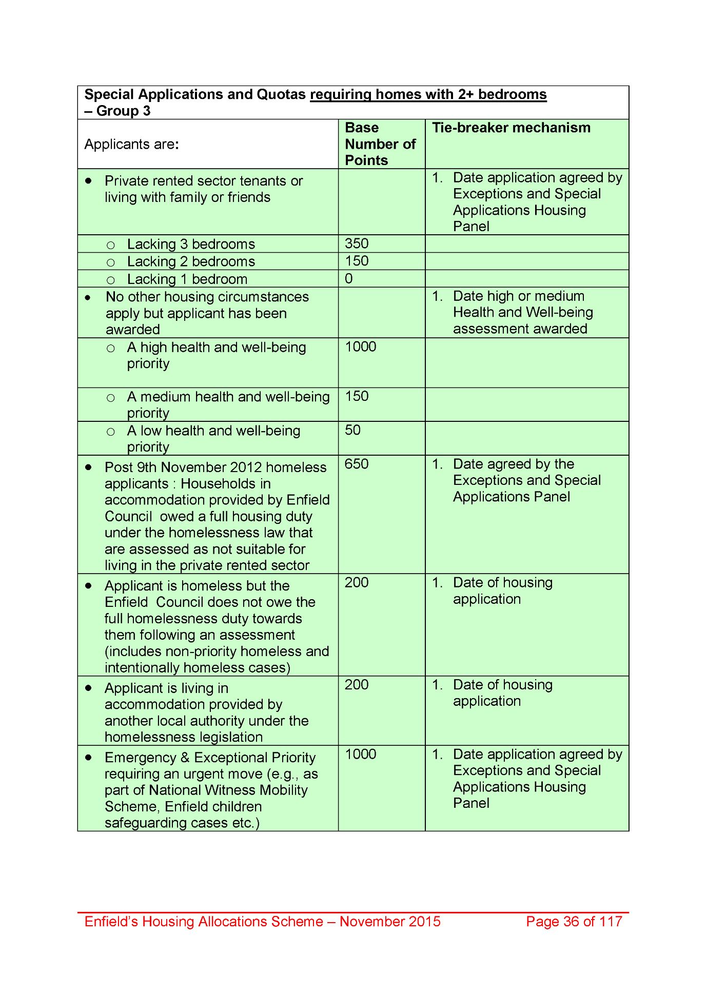 Special Applications and Quotas requiring homes with 2+ bedrooms
– Group 3
Applicants are:
Base
Number of
Points
Tie-breaker mechanism
• Private rented sector tenants or
living with family or friends
1. Date application agreed by
Exceptions and Special
Applications Housing
Panel
o Lacking 3 bedrooms
350
o Lacking 2 bedrooms
150
o Lacking 1 bedroom
0
• No other housing circumstances
apply but applicant has been
awarded
1. Date high or medium
Health and Well-being
assessment awarded
o A high health and well-being
priority
1000
o A medium health and well-being
priority
150
o A low health and well-being
priority
50
• Post 9th November 2012 homeless
applicants : Households in
accommodation provided by Enfield
Council owed a full housing duty
under the homelessness law that
are assessed as not suitable for
living in the private rented sector
650
1. Date agreed by the
Exceptions and Special
Applications Panel
• Applicant is homeless but the
Enfield Council does not owe the
full homelessness duty towards
them following an assessment
(includes non-priority homeless and
intentionally homeless cases)
200
1. Date of housing
application
• Applicant is living in
accommodation provided by
another local authority under the
homelessness legislation
200
1. Date of housing
application
• Emergency & Exceptional Priority
requiring an urgent move (e.g., as
part of National Witness Mobility
Scheme, Enfield children
safeguarding cases etc.)
1000
1. Date application agreed by
Exceptions and Special
Applications Housing
Panel
Enfield's Housing Allocations Scheme – November 2015
Page 36 of 117